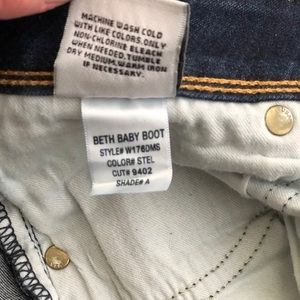 MACHINE WASH COLD
WITH LIKE COLORS. ONLY
NON-CHLORINE BLEACH
WHEN NEEDED. TUMBLE
DRY MEDIUM. WARM IRON
IF NECESSARY.
BETH BABY BOOT
STYLE# W176DMS
COLOR# STEL
CUT# 9402
SHADE# A